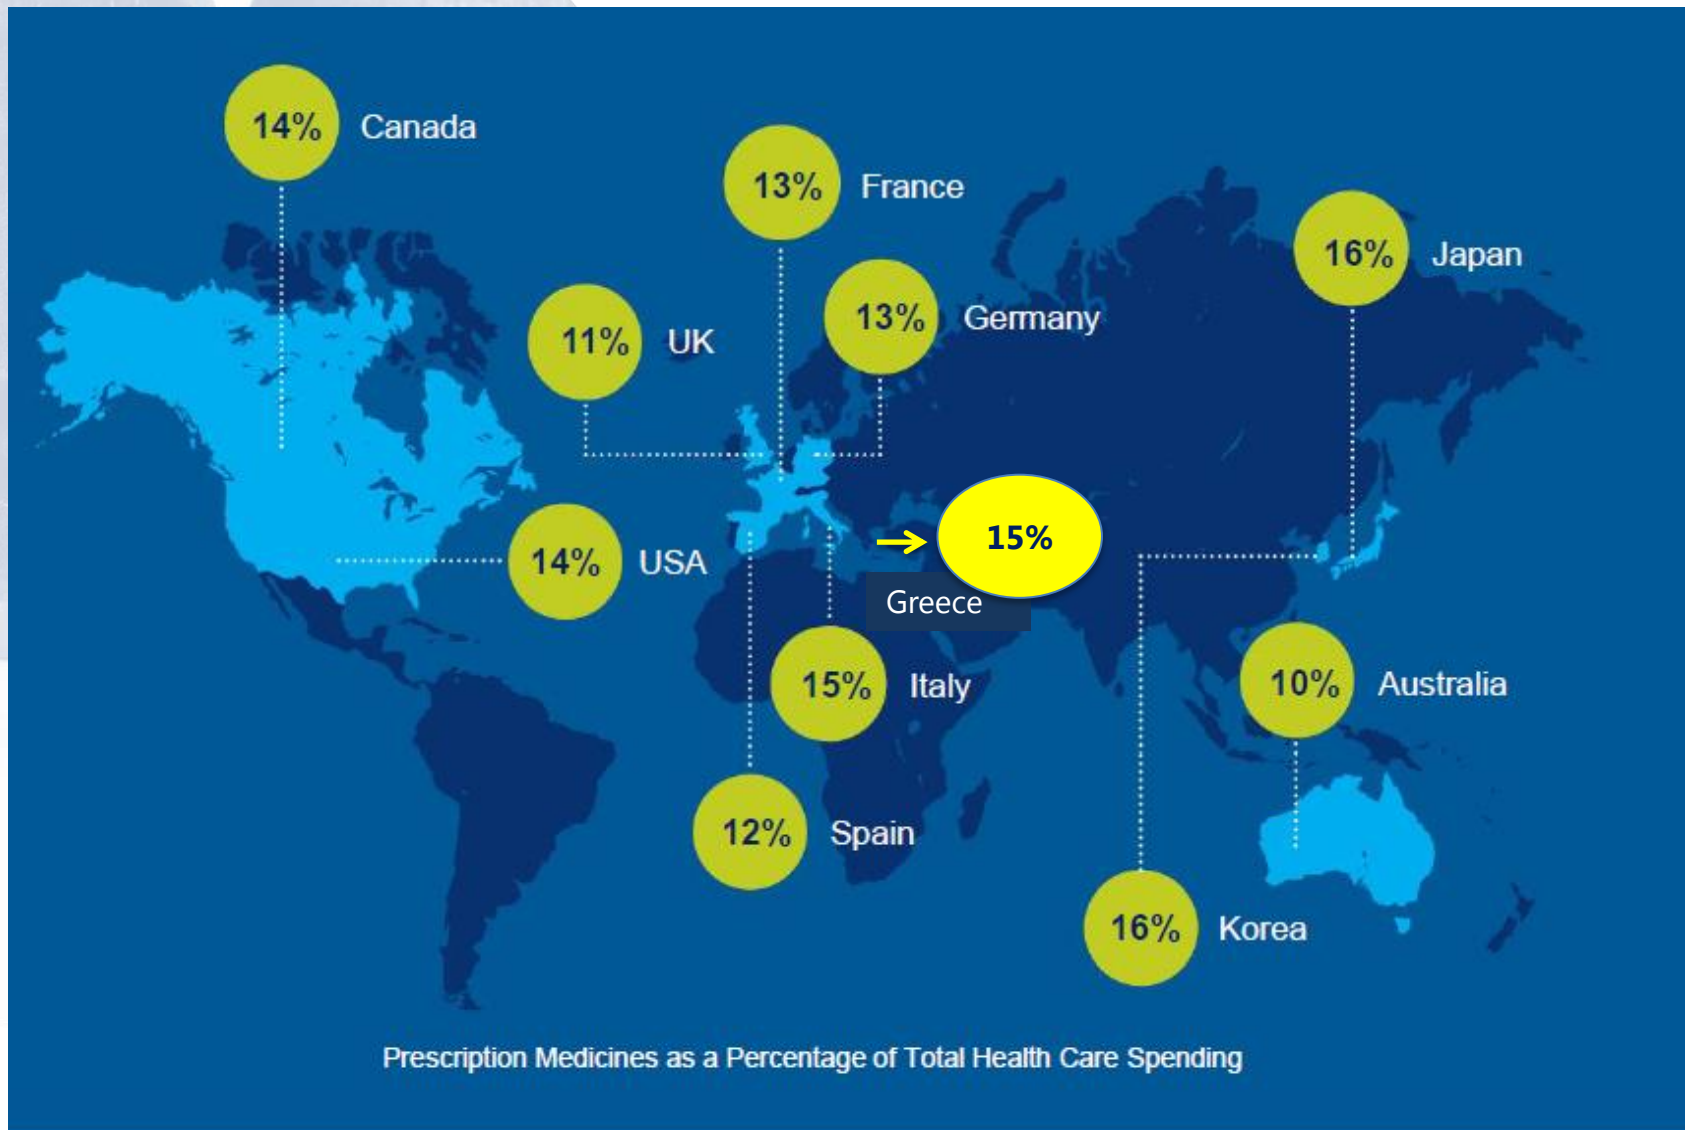 14% Canada
13% France
16% Japan
13% Germany
11% UK
15%
14% USA
Greece
15% Italy
10% Australia
12% Spain
16% Korea
Prescription Medicines as a Percentage of Total Health Care Spending